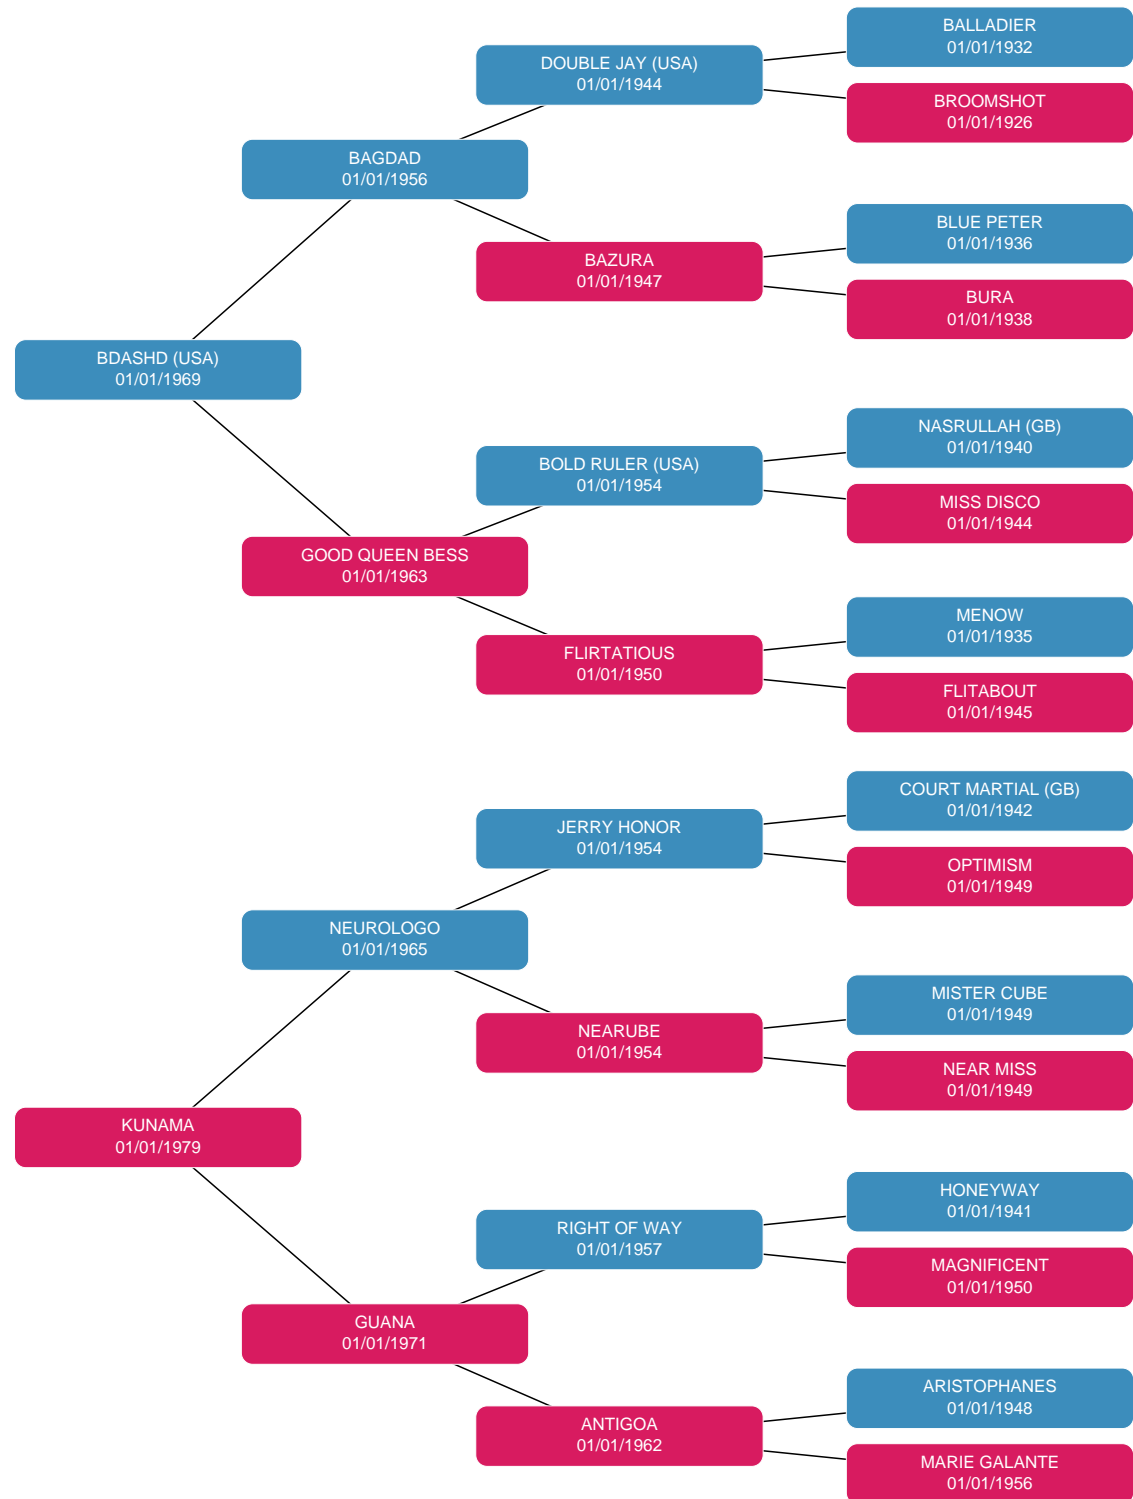 BALLADIER
01/01/1932
DOUBLE JAY (USA)
01/01/1944
BROOMSHOT
01/01/1926
BAGDAD
01/01/1956
BLUE PETER
01/01/1936
BAZURA
01/01/1947
BURA
01/01/1938
BDASHD (USA)
01/01/1969
NASRULLAH (GB)
01/01/1940
BOLD RULER (USA)
01/01/1954
MISS DISCO
01/01/1944
GOOD QUEEN BESS
01/01/1963
MENOW
01/01/1935
FLIRTATIOUS
01/01/1950
FLITABOUT
01/01/1945
COURT MARTIAL (GB)
01/01/1942
JERRY HONOR
01/01/1954
OPTIMISM
01/01/1949
NEUROLOGO
01/01/1965
MISTER CUBE
01/01/1949
NEARUBE
01/01/1954
NEAR MISS
01/01/1949
KUNAMA
01/01/1979
HONEYWAY
01/01/1941
RIGHT OF WAY
01/01/1957
MAGNIFICENT
01/01/1950
GUANA
01/01/1971
ARISTOPHANES
01/01/1948
ANTIGOA
01/01/1962
MARIE GALANTE
01/01/1956